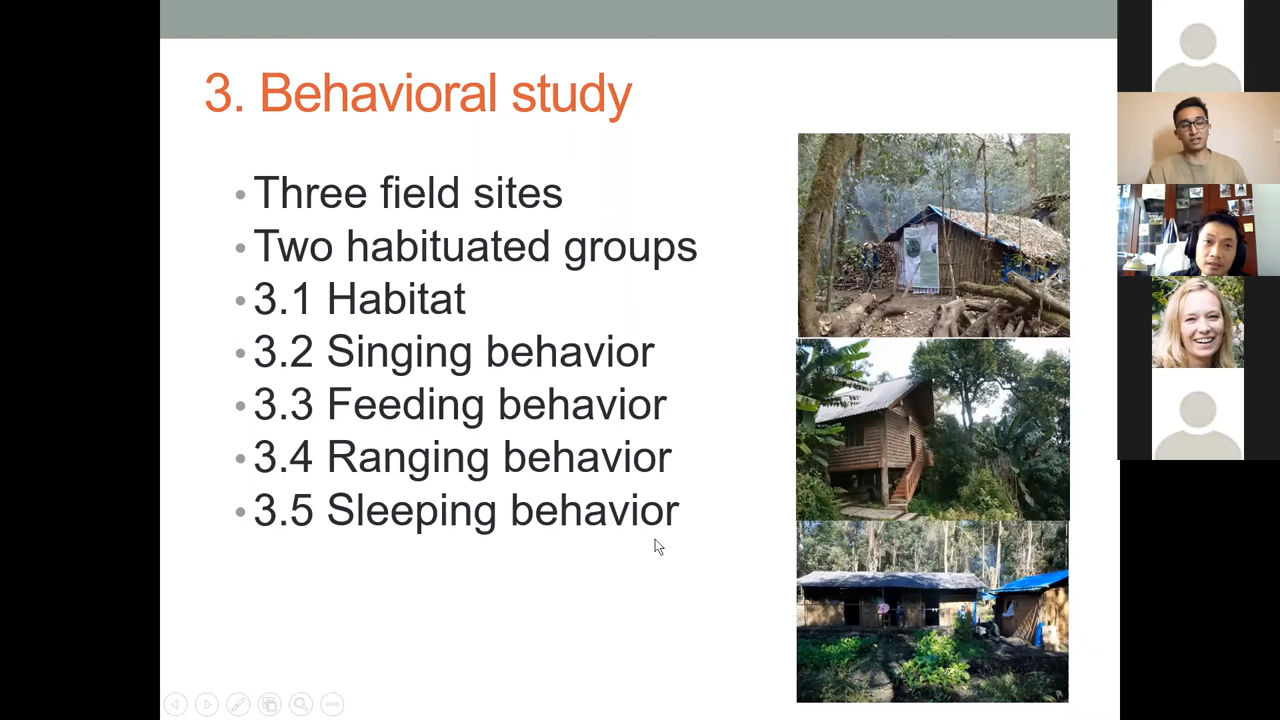 3. Behavioral study
• Three field sites
• Two habituated groups
• 3.1 Habitat
• 3.2 Singing behavior
• 3.3 Feeding behavior
• 3.4 Ranging behavior
• 3.5 Sleeping behavior